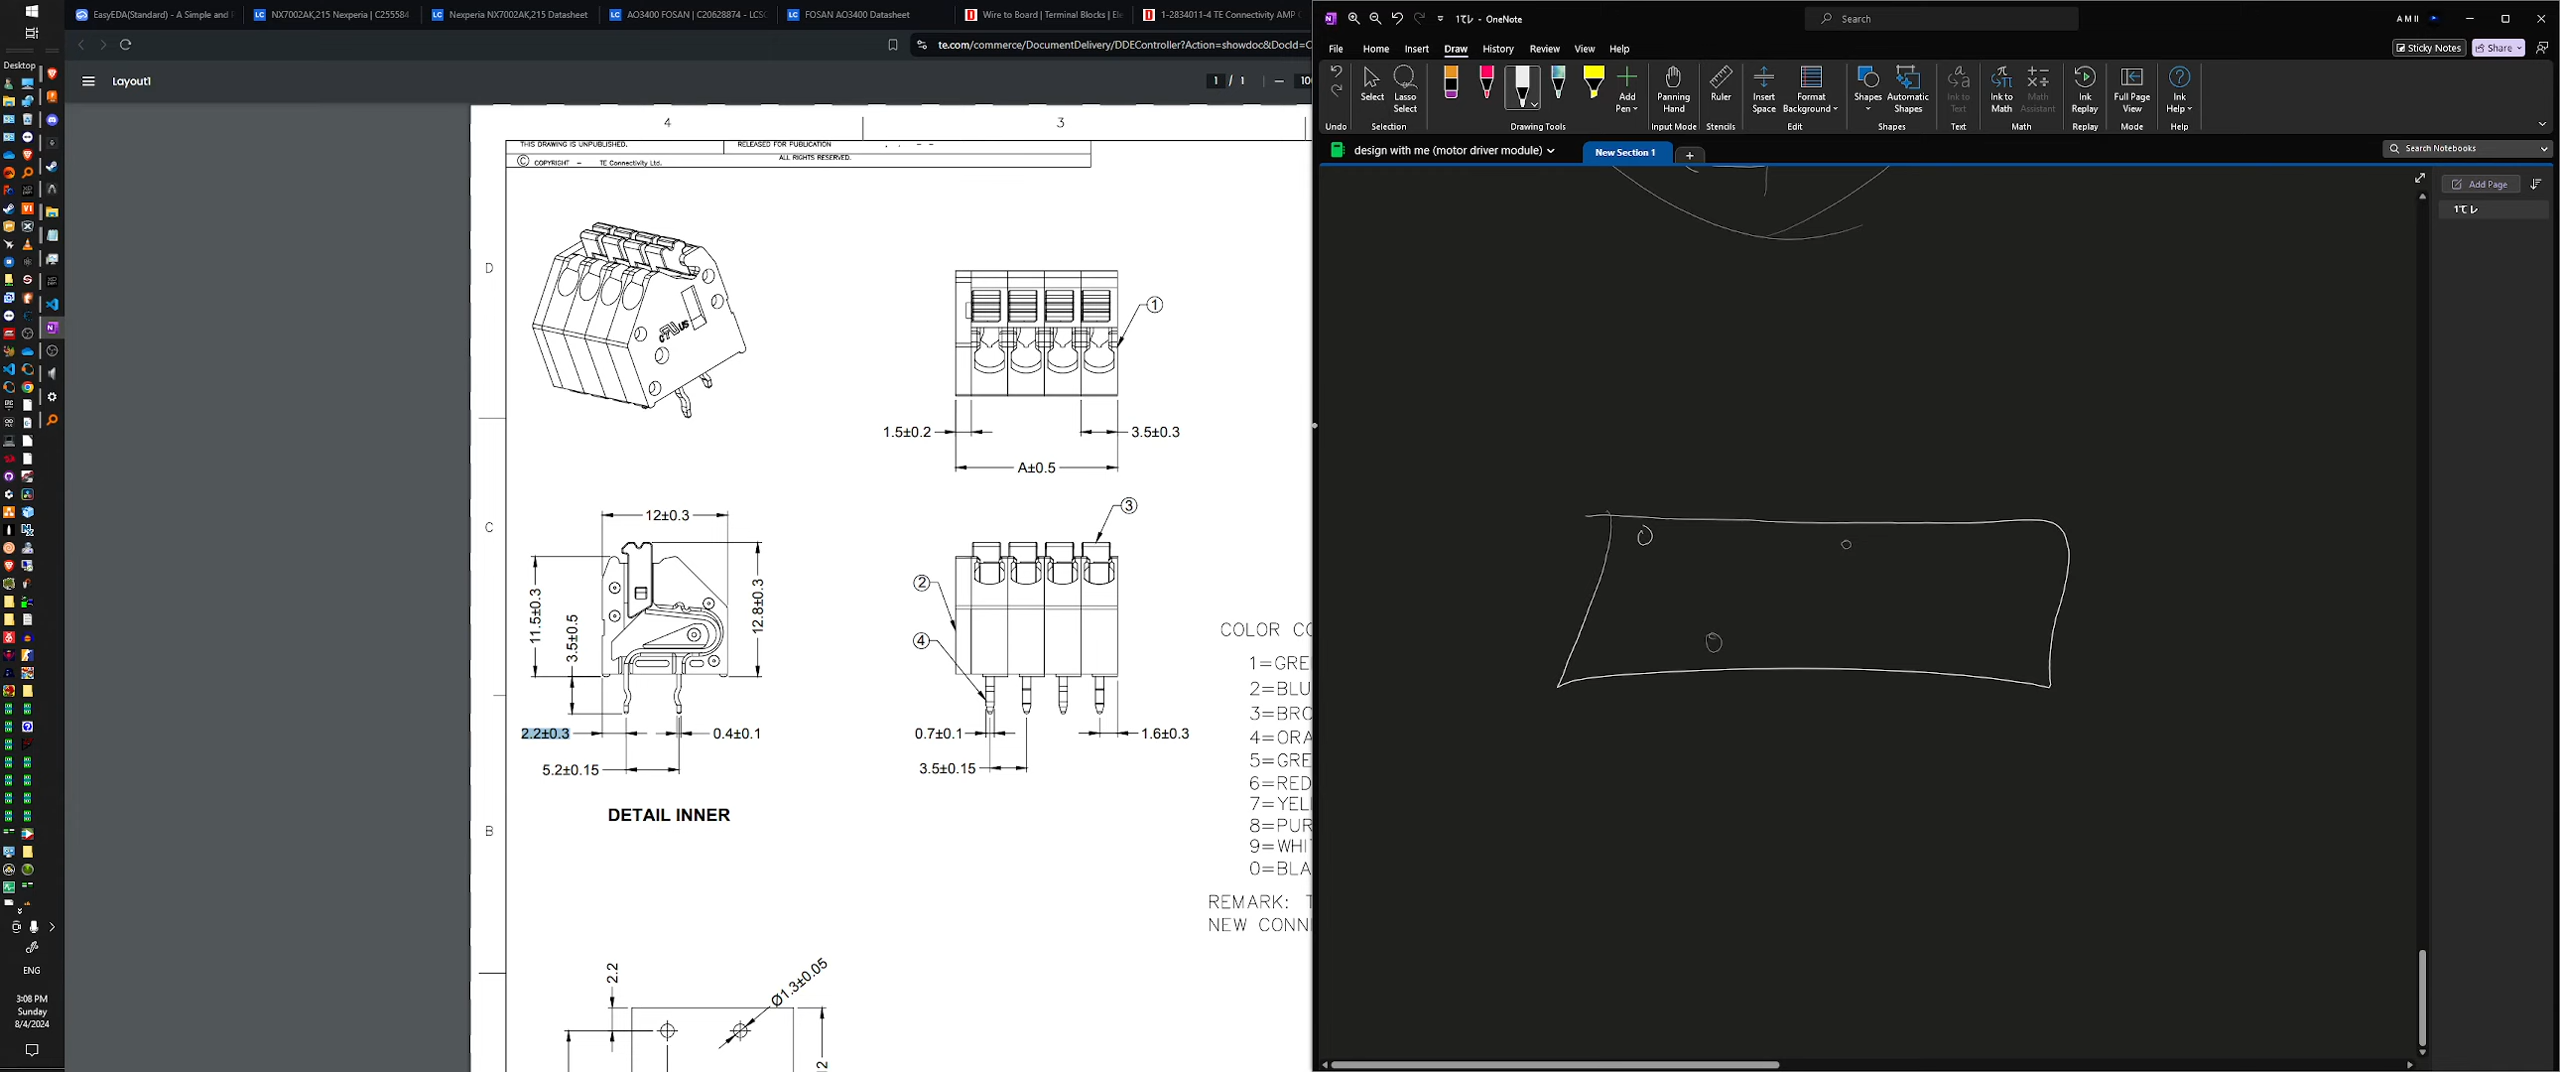 EasyEDA(Standard) - A Simple and
NX7002AK,215 Nexperia | C255584
Nexperia NX7002AK,215 Datasheet
AO3400 FOSAN | C20628874 - LCSC
FOSAN AO3400 Datasheet
Wire to Board | Terminal Blocks | Ele
1-2834011-4 TE Connectivity AMP
te.com/commerce/DocumentDelivery/DDEController?Action=showdoc&DocId=C
Layout1
1 / 1
Desktop
4
3
THIS DRAWING IS UNPUBLISHED.
RELEASED FOR PUBLICATION
© COPYRIGHT – TE Connectivity Ltd.
ALL RIGHTS RESERVED.
D
1
1.5±0.2
3.5±0.3
A±0.5
C
12±0.3
3
11.5±0.3
3.5±0.5
12.8±0.3
2
4
2.2±0.3
0.4±0.1
5.2±0.15
0.7±0.1
1.6±0.3
3.5±0.15
DETAIL INNER
B
COLOR CO
1=GRE
2=BLU
3=BRO
4=ORA
5=GRE
6=RED
7=YEL
8=PUR
9=WHI
0=BLA
REMARK: T
NEW CONN
2.2
Ø1.3±0.05
ENG
3:08 PM
Sunday
8/4/2024
1てレ - OneNote
Search
A M II
File Home Insert Draw History Review View Help
Sticky Notes
Share
Undo
Select
Lasso Select
Selection
Add Pen
Drawing Tools
Panning Hand
Input Mode
Ruler
Stencils
Insert Space
Format Background
Edit
Shapes
Automatic Shapes
Shapes
Ink to Text
Text
Ink to Math
Math Assistant
Math
Ink Replay
Replay
Full Page View
Mode
Ink Help
Help
design with me (motor driver module)
New Section 1
Search Notebooks
Add Page
1てレ